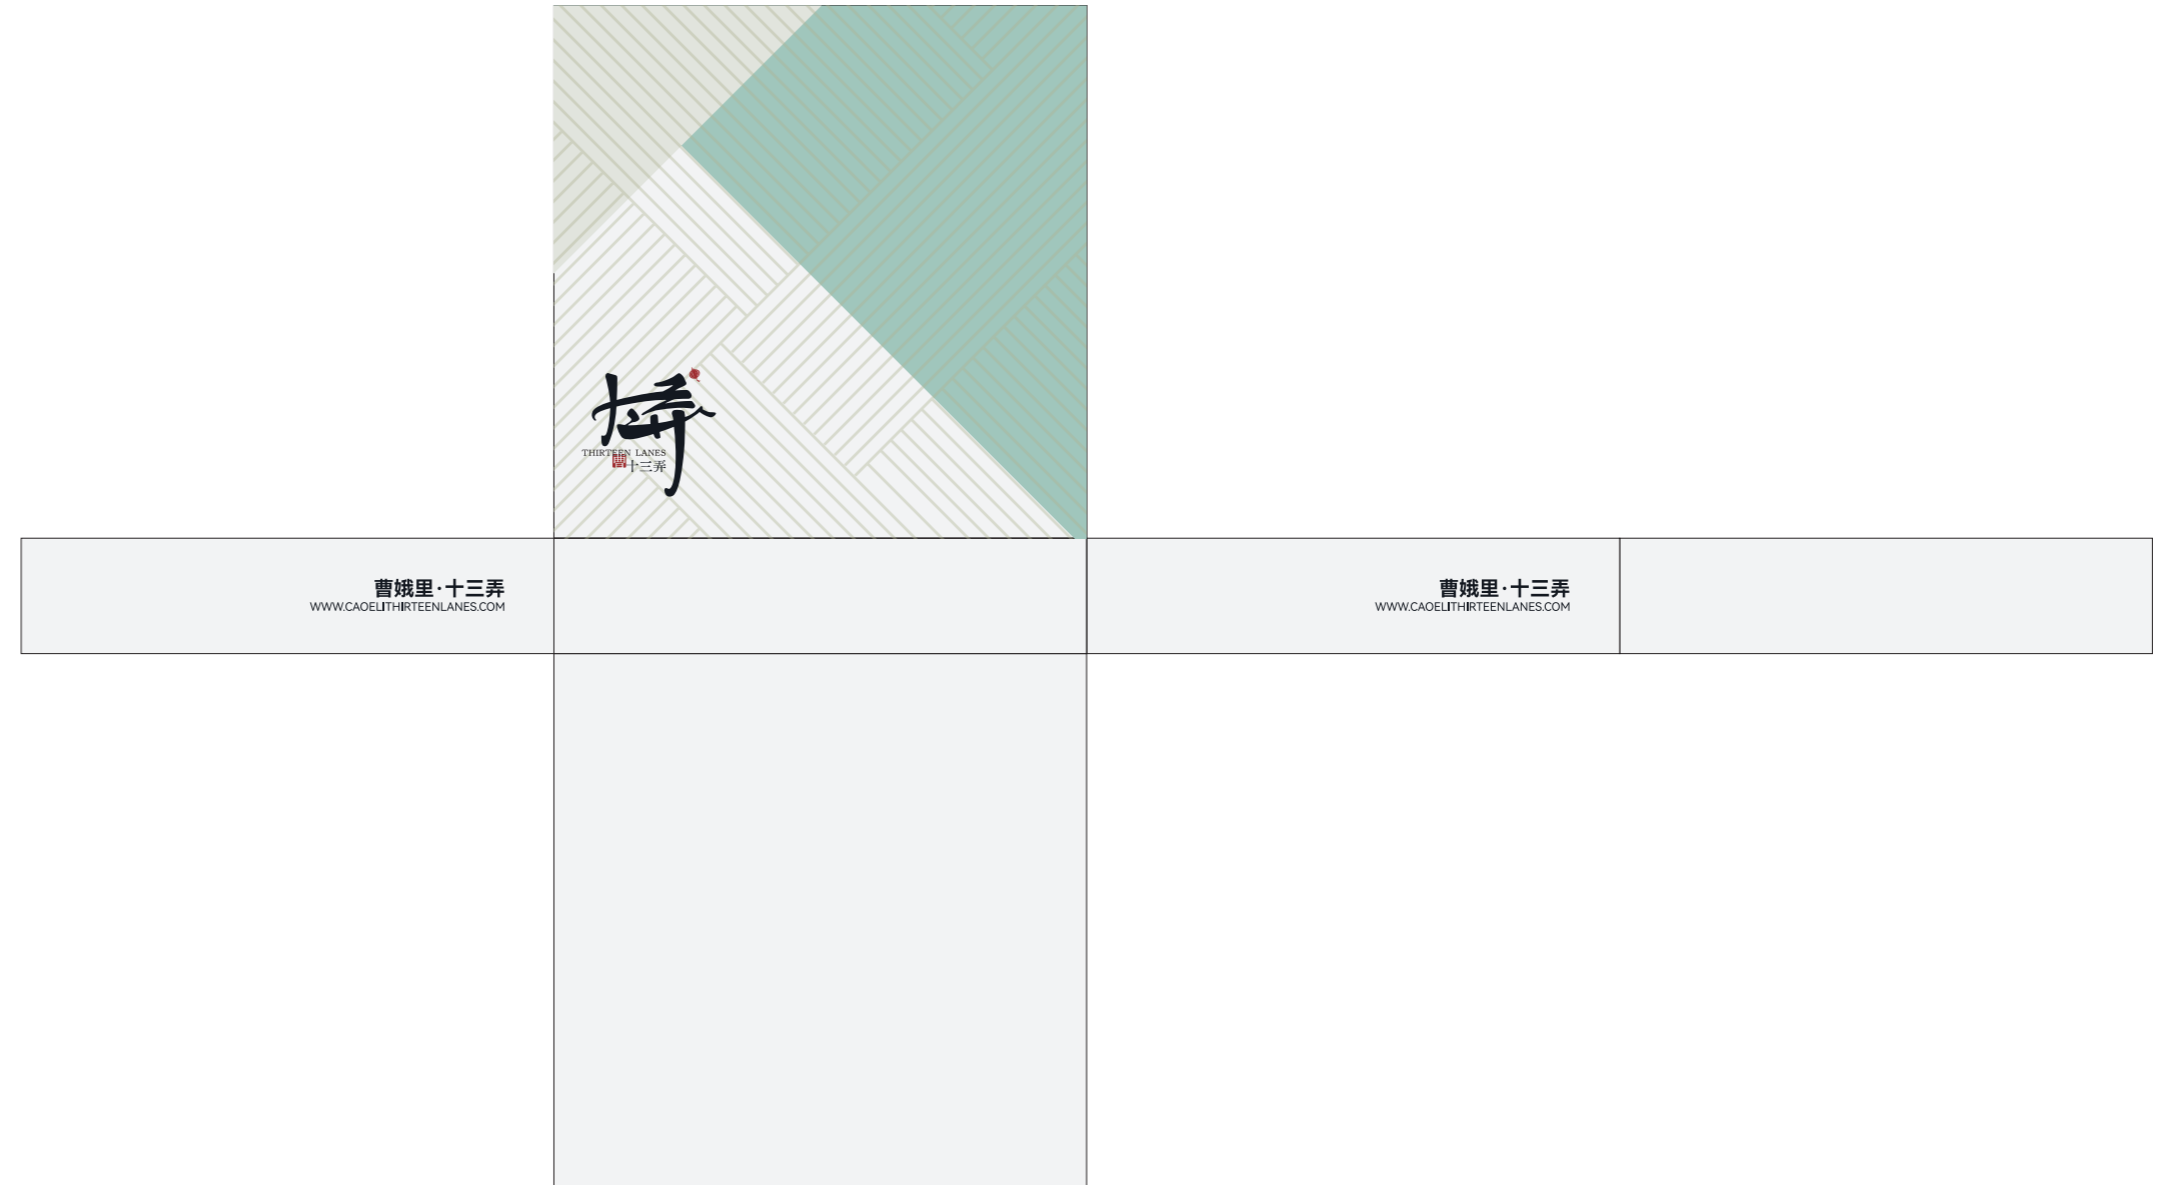 THIRTEEN LANES
十三弄
曹娥里·十三弄
WWW.CAOELITHIRTEENLANES.COM
曹娥里·十三弄
WWW.CAOELITHIRTEENLANES.COM